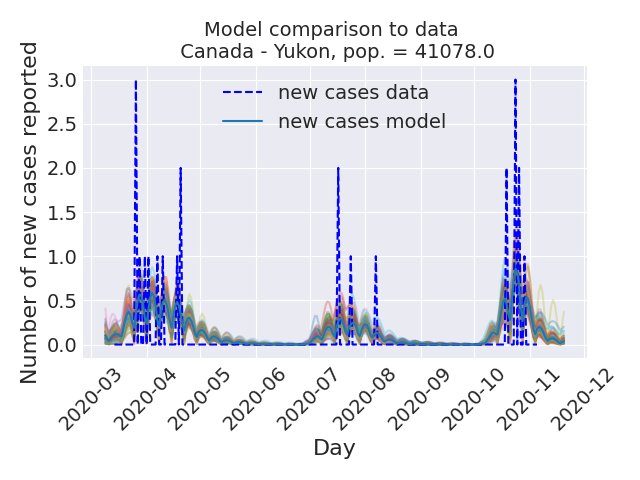 Model comparison to data
Canada - Yukon, pop. = 41078.0
Number of new cases reported
3.0
2.5
2.0
1.5
1.0
0.5
0.0
new cases data
new cases model
2020-03
2020-04
2020-05
2020-06
2020-07
2020-08
2020-09
2020-10
2020-11
2020-12
Day